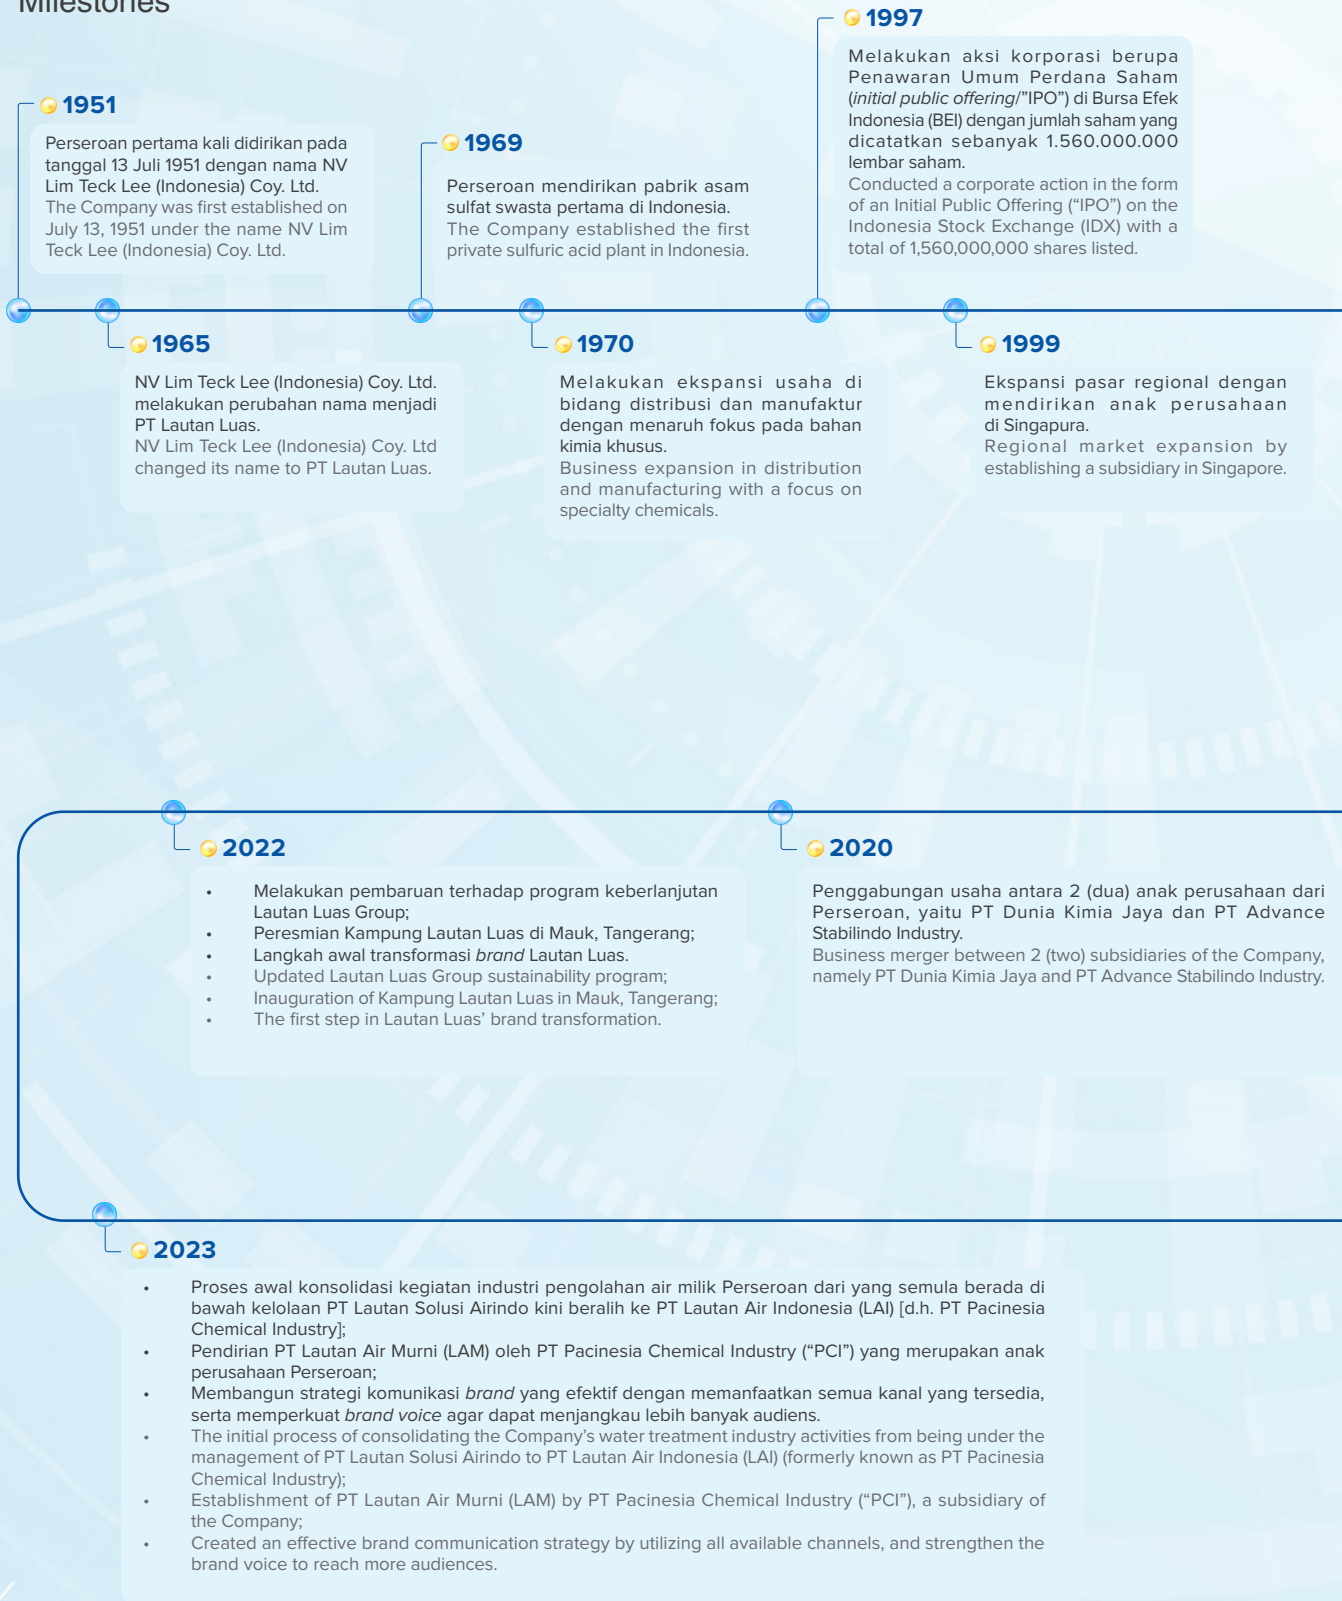 Milestones
1951
Perseroan pertama kali didirikan pada
tanggal 13 Juli 1951 dengan nama NV
Lim Teck Lee (Indonesia) Coy. Ltd.
The Company was first established on
July 13, 1951 under the name NV Lim
Teck Lee (Indonesia) Coy. Ltd.
1965
NV Lim Teck Lee (Indonesia) Coy. Ltd.
melakukan perubahan nama menjadi
PT Lautan Luas.
NV Lim Teck Lee (Indonesia) Coy. Ltd
changed its name to PT Lautan Luas.
1969
Perseroan mendirikan pabrik asam
sulfat swasta pertama di Indonesia.
The Company established the first
private sulfuric acid plant in Indonesia.
1970
Melakukan ekspansi usaha di
bidang distribusi dan manufaktur
dengan menaruh fokus pada bahan
kimia khusus.
Business expansion in distribution
and manufacturing with a focus on
specialty chemicals.
1997
Melakukan aksi korporasi berupa
Penawaran Umum Perdana Saham
(initial public offering/”IPO”) di Bursa Efek
Indonesia (BEI) dengan jumlah saham yang
dicatatkan sebanyak 1.560.000.000
lembar saham.
Conducted a corporate action in the form
of an Initial Public Offering (“IPO”) on the
Indonesia Stock Exchange (IDX) with a
total of 1,560,000,000 shares listed.
1999
Ekspansi pasar regional dengan
mendirikan anak perusahaan
di Singapura.
Regional market expansion by
establishing a subsidiary in Singapore.
2020
Penggabungan usaha antara 2 (dua) anak perusahaan dari
Perseroan, yaitu PT Dunia Kimia Jaya dan PT Advance
Stabilindo Industry.
Business merger between 2 (two) subsidiaries of the Company,
namely PT Dunia Kimia Jaya and PT Advance Stabilindo Industry.
2022
• Melakukan pembaruan terhadap program keberlanjutan
Lautan Luas Group;
• Peresmian Kampung Lautan Luas di Mauk, Tangerang;
• Langkah awal transformasi brand Lautan Luas.
• Updated Lautan Luas Group sustainability program;
• Inauguration of Kampung Lautan Luas in Mauk, Tangerang;
• The first step in Lautan Luas’ brand transformation.
2023
• Proses awal konsolidasi kegiatan industri pengolahan air milik Perseroan dari yang semula berada di
bawah kelolaan PT Lautan Solusi Airindo kini beralih ke PT Lautan Air Indonesia (LAI) [d.h. PT Pacinesia
Chemical Industry];
• Pendirian PT Lautan Air Murni (LAM) oleh PT Pacinesia Chemical Industry (“PCI”) yang merupakan anak
perusahaan Perseroan;
• Membangun strategi komunikasi brand yang efektif dengan memanfaatkan semua kanal yang tersedia,
serta memperkuat brand voice agar dapat menjangkau lebih banyak audiens.
• The initial process of consolidating the Company’s water treatment industry activities from being under the
management of PT Lautan Solusi Airindo to PT Lautan Air Indonesia (LAI) (formerly known as PT Pacinesia
Chemical Industry);
• Establishment of PT Lautan Air Murni (LAM) by PT Pacinesia Chemical Industry (“PCI”), a subsidiary of
the Company;
• Created an effective brand communication strategy by utilizing all available channels, and strengthen the
brand voice to reach more audiences.